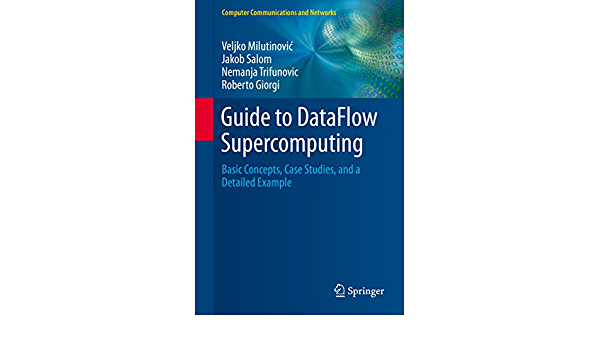 Computer Communications and Networks
Veljko Milutinović
Jakob Salom
Nemanja Trifunovic
Roberto Giorgi
Guide to DataFlow
Supercomputing
Basic Concepts, Case Studies, and a
Detailed Example
Springer